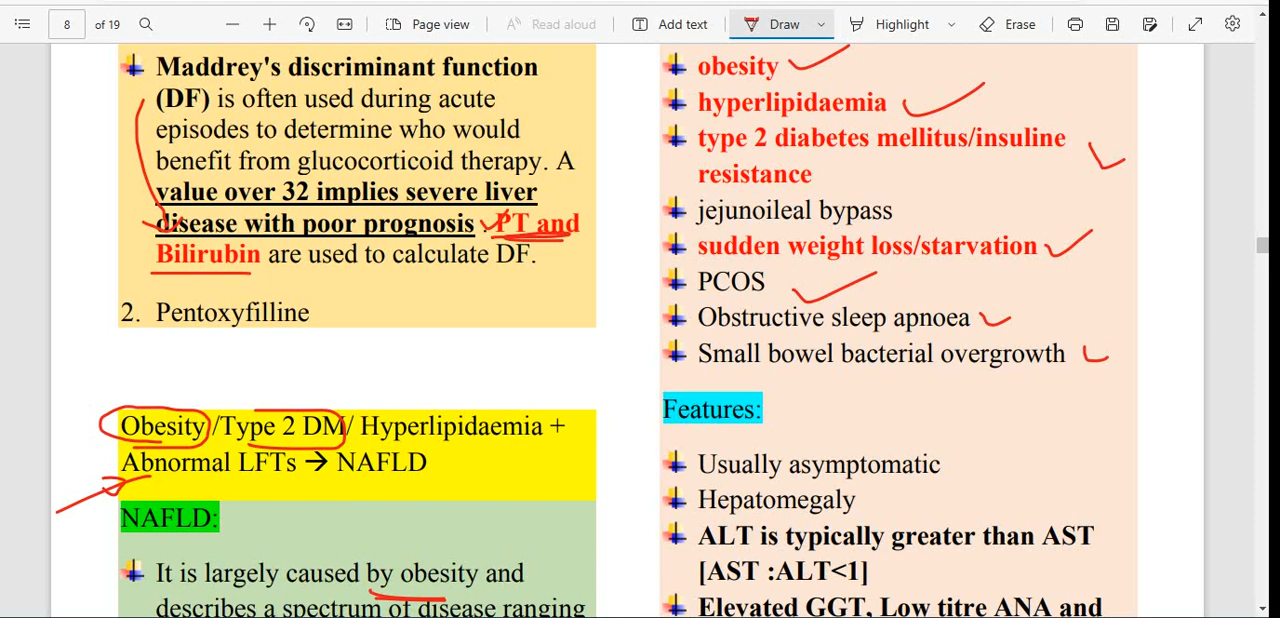 8 of 19 Page view Read aloud Add text Draw Highlight Erase
Maddrey's discriminant function
(DF) is often used during acute
episodes to determine who would
benefit from glucocorticoid therapy. A
value over 32 implies severe liver
disease with poor prognosis . PT and
Bilirubin are used to calculate DF.
2. Pentoxyfilline
Obesity /Type 2 DM/ Hyperlipidaemia +
Abnormal LFTs → NAFLD
NAFLD:
It is largely caused by obesity and
describes a spectrum of disease ranging
obesity
hyperlipidaemia
type 2 diabetes mellitus/insuline
resistance
jejunoileal bypass
sudden weight loss/starvation
PCOS
Obstructive sleep apnoea
Small bowel bacterial overgrowth
Features:
Usually asymptomatic
Hepatomegaly
ALT is typically greater than AST
[AST :ALT<1]
Elevated GGT, Low titre ANA and